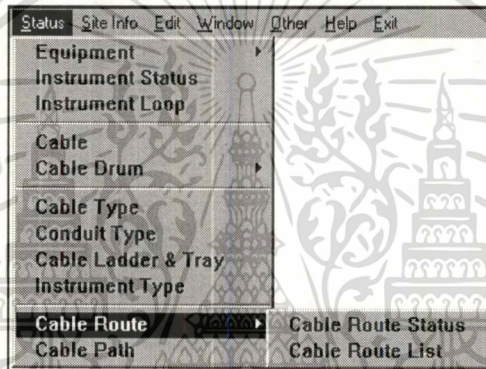 Status Site Info Edit Window Other Help Exit
Equipment
Instrument Status
Instrument Loop
Cable
Cable Drum
Cable Type
Conduit Type
Cable Ladder & Tray
Instrument Type
Cable Route
Cable Route Status
Cable Path
Cable Route List